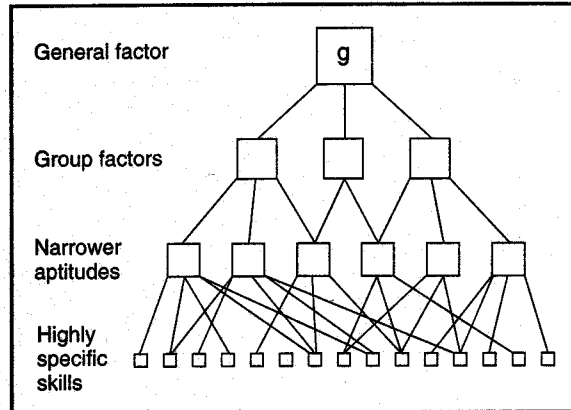 General factor
g
Group factors
Narrower
aptitudes
Highly
specific
skills